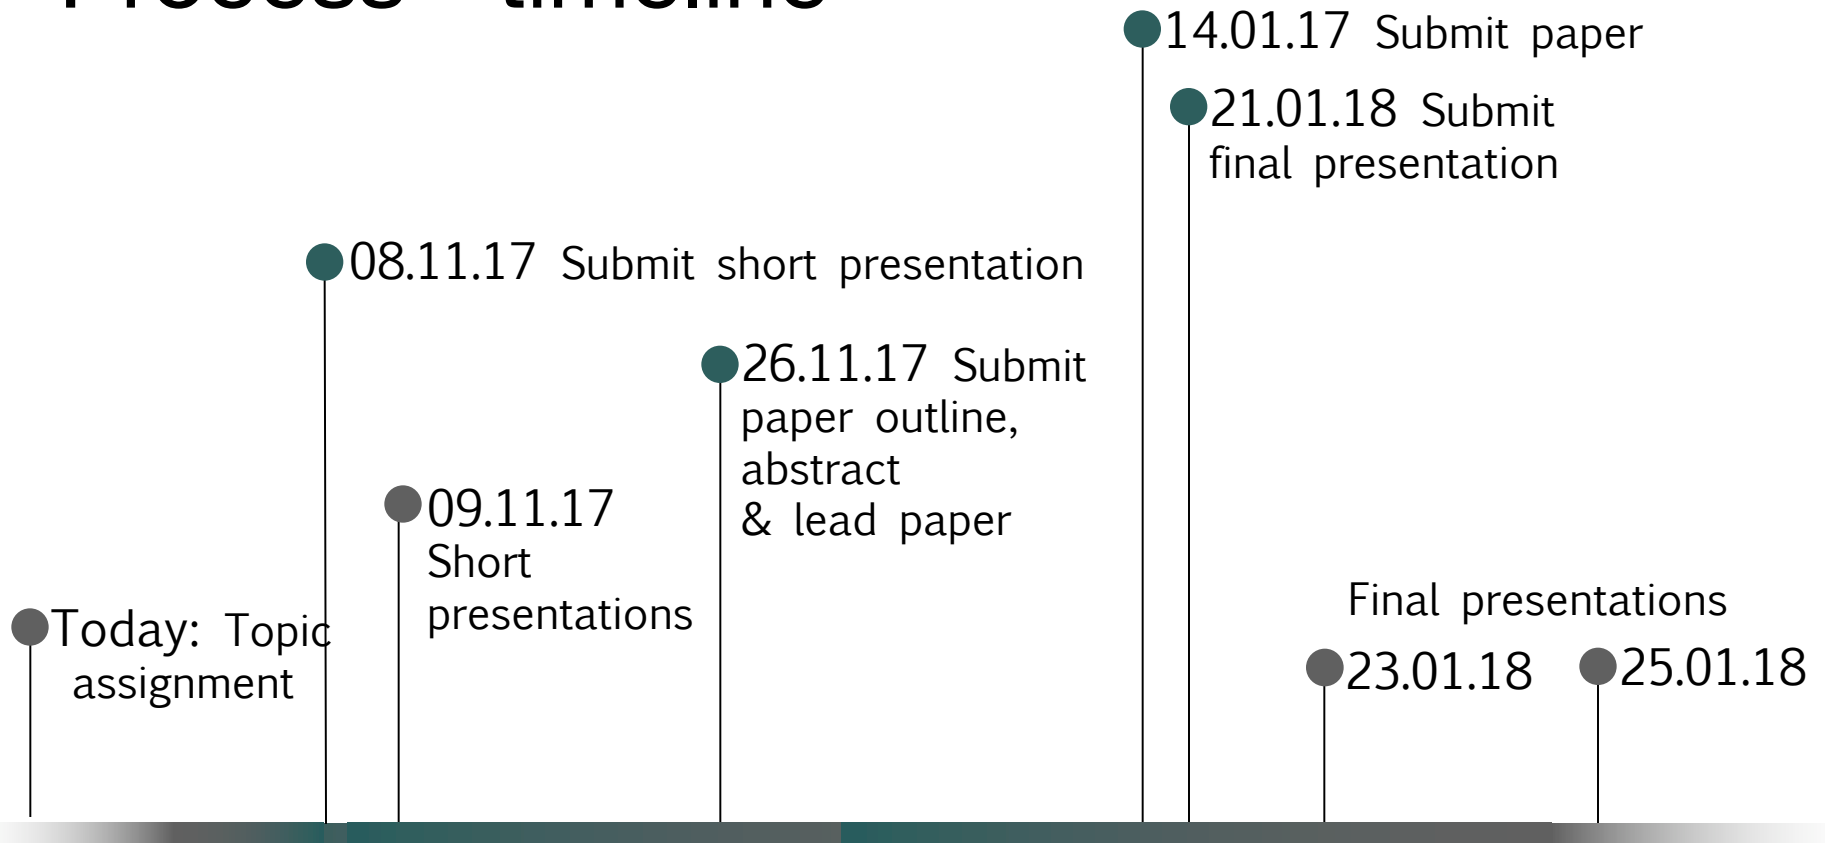 Process timeline
14.01.17 Submit paper
21.01.18 Submit
final presentation
08.11.17 Submit short presentation
26.11.17 Submit
paper outline,
abstract
& lead paper
09.11.17
Short
presentations
Today: Topic
assignment
Final presentations
23.01.18
25.01.18